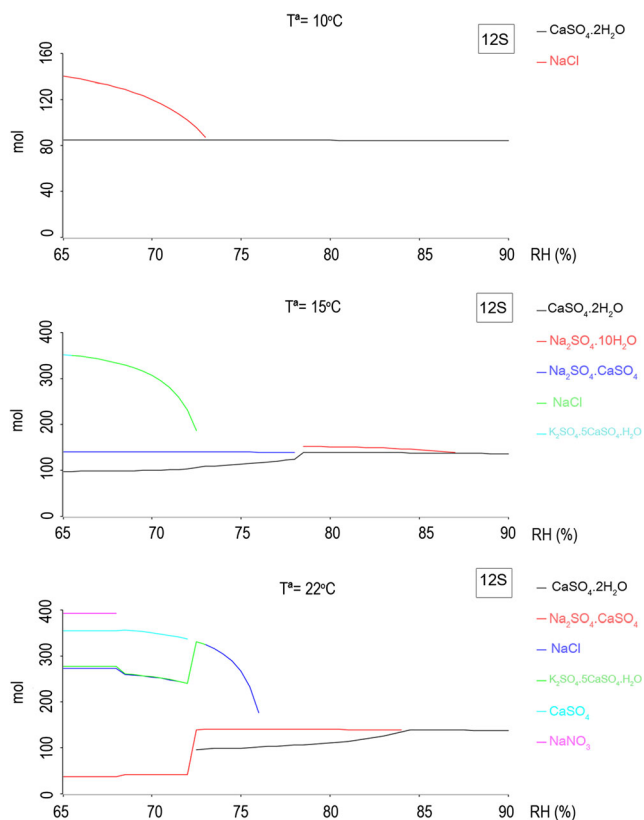 Tª= 10ºC
12S
CaSO₄.2H₂O
NaCl
mol
160
120
80
40
0
65
70
75
80
85
90
RH (%)
Tª= 15ºC
12S
CaSO₄.2H₂O
Na₂SO₄.10H₂O
Na₂SO₄.CaSO₄
NaCl
K₂SO₄.5CaSO₄.H₂O
mol
400
300
200
100
0
65
70
75
80
85
90
RH (%)
Tª= 22ºC
12S
CaSO₄.2H₂O
Na₂SO₄.CaSO₄
NaCl
K₂SO₄.5CaSO₄.H₂O
CaSO₄
NaNO₃
mol
400
300
200
100
0
65
70
75
80
85
90
RH (%)